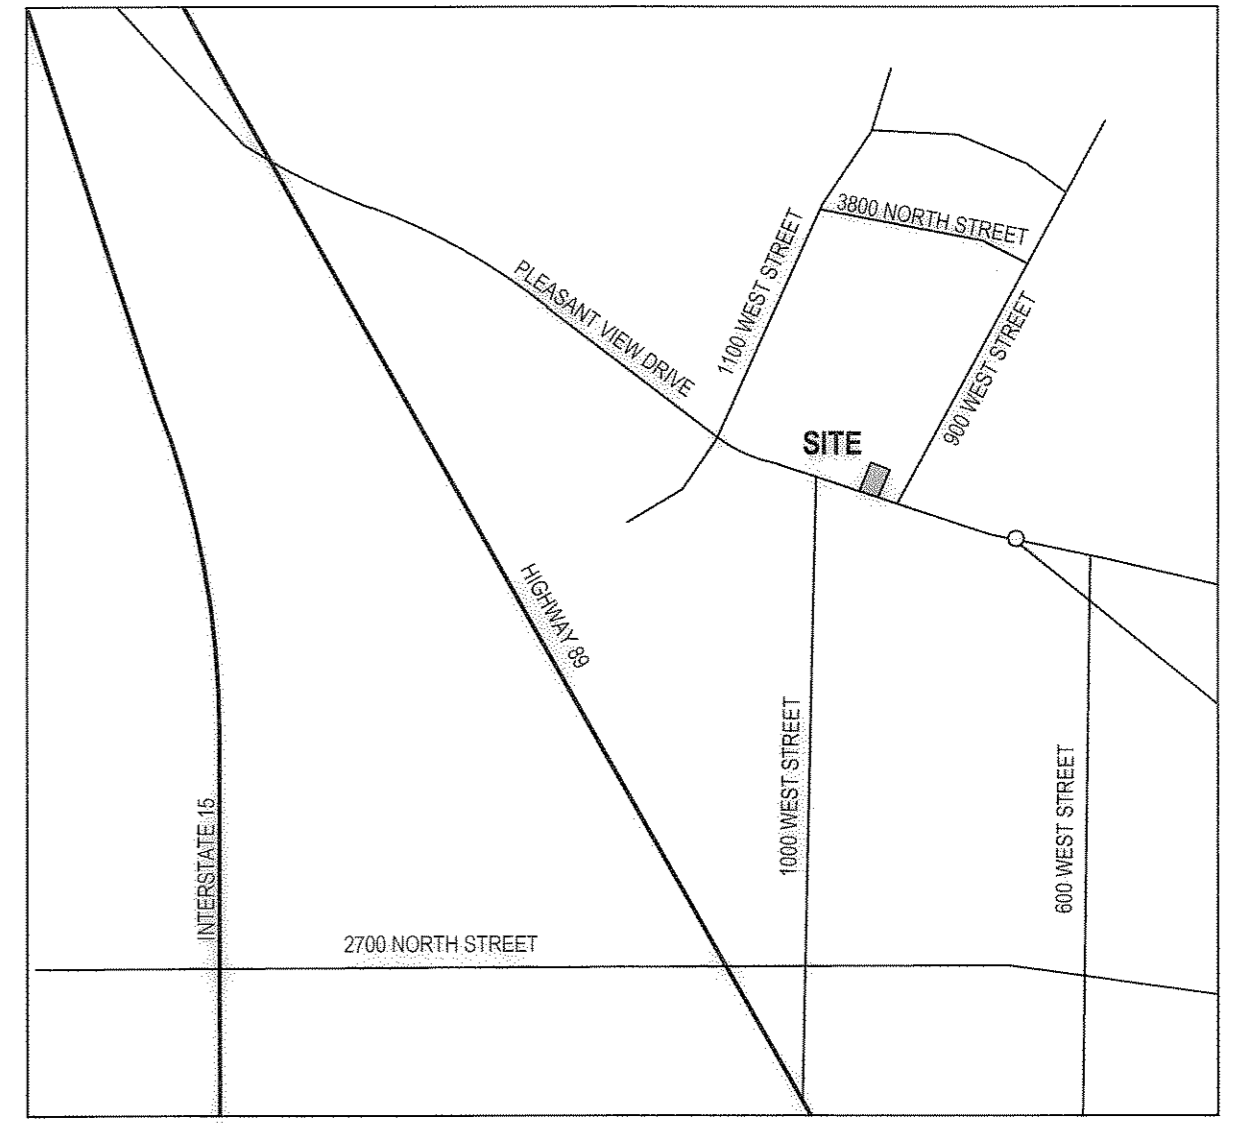 3800 NORTH STREET
1100 WEST STREET
PLEASANT VIEW DRIVE
900 WEST STREET
SITE
HIGHWAY 89
1000 WEST STREET
600 WEST STREET
INTERSTATE 15
2700 NORTH STREET